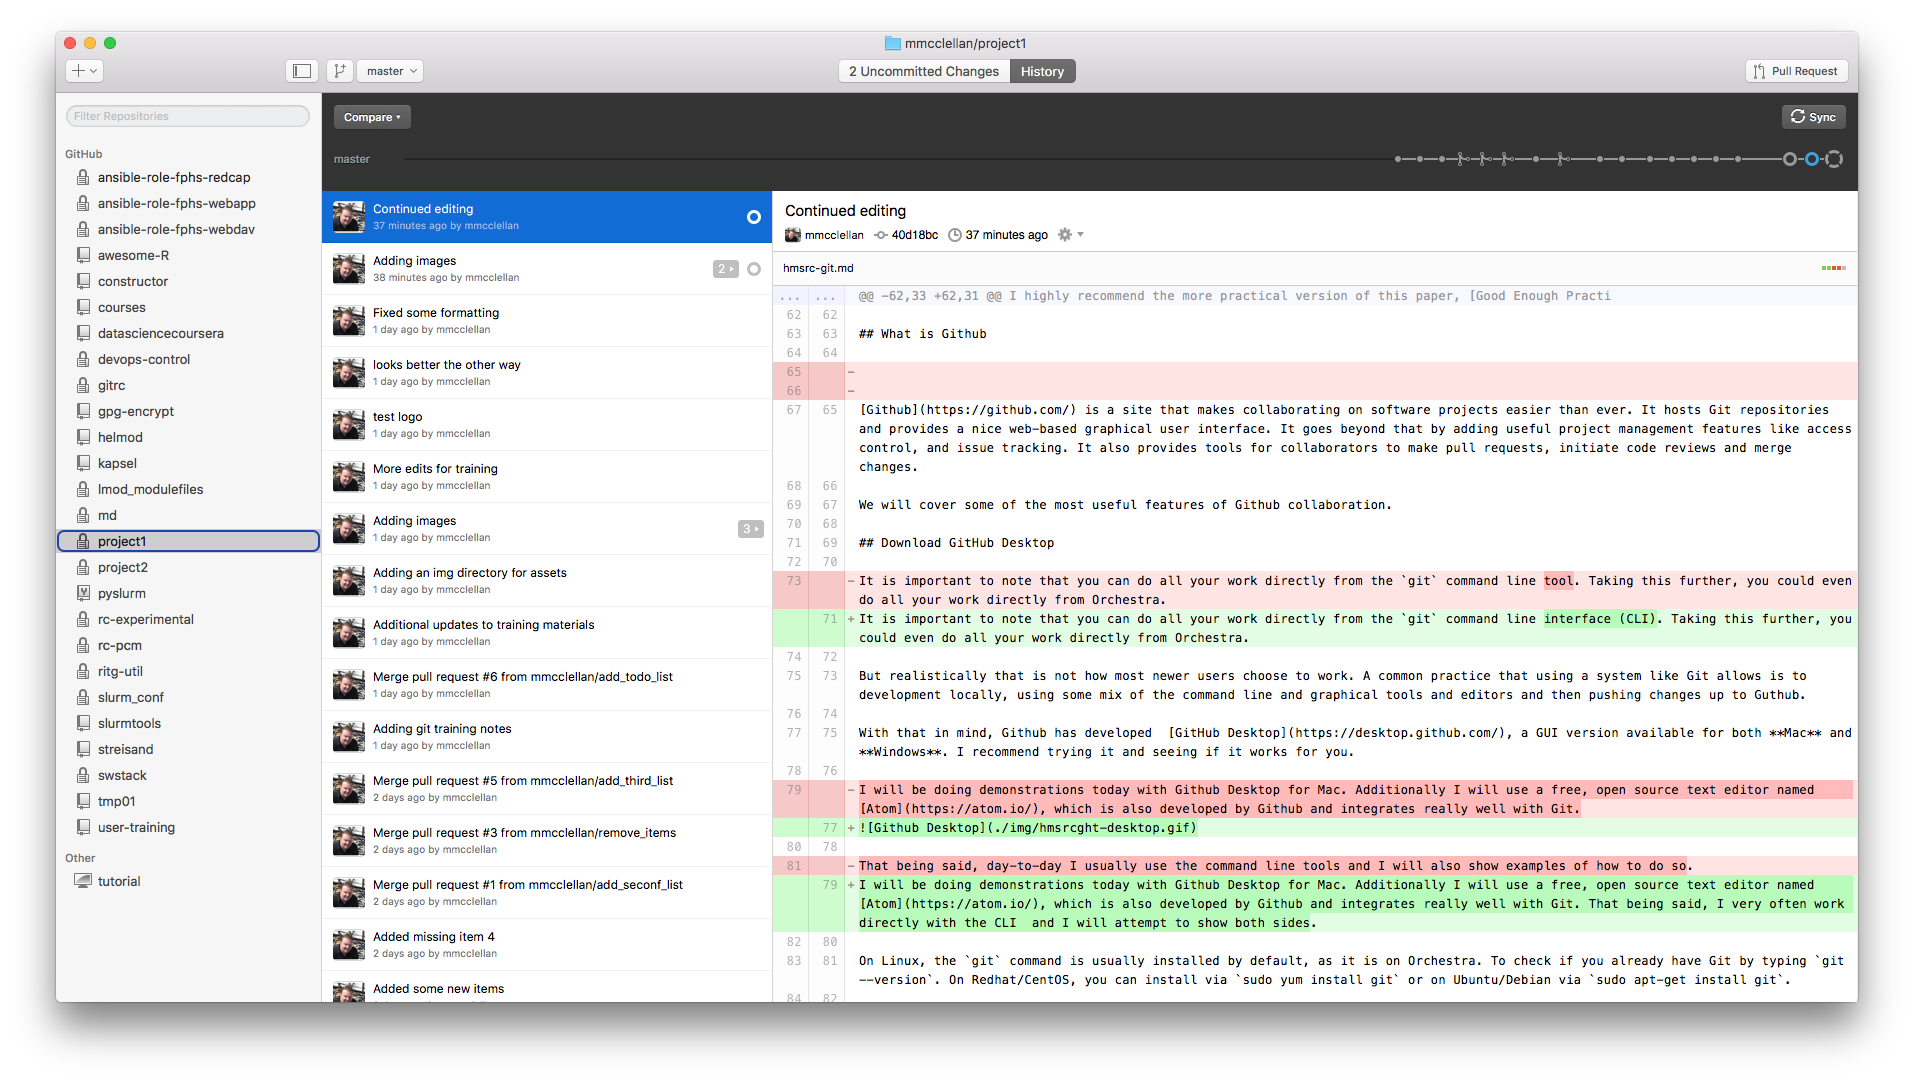 mmcclellan/project1
master
2 Uncommitted Changes
History
Pull Request
Filter Repositories
GitHub
ansible-role-fphs-redcap
ansible-role-fphs-webapp
ansible-role-fphs-webdav
awesome-R
constructor
courses
datasciencecoursera
devops-control
gitrc
gpg-encrypt
helmod
kapsel
lmod_modulefiles
md
project1
project2
pyslurm
rc-experimental
rc-pcm
ritg-util
slurm_conf
slurmtools
streisand
swstack
tmp01
user-training
Other
tutorial
Compare
Sync
master
Continued editing
37 minutes ago by mmcclellan
Adding images
38 minutes ago by mmcclellan
2
Fixed some formatting
1 day ago by mmcclellan
looks better the other way
1 day ago by mmcclellan
test logo
1 day ago by mmcclellan
More edits for training
1 day ago by mmcclellan
Adding images
1 day ago by mmcclellan
3
Adding an img directory for assets
1 day ago by mmcclellan
Additional updates to training materials
1 day ago by mmcclellan
Merge pull request #6 from mmcclellan/add_todo_list
1 day ago by mmcclellan
Adding git training notes
1 day ago by mmcclellan
Merge pull request #5 from mmcclellan/add_third_list
2 days ago by mmcclellan
Merge pull request #3 from mmcclellan/remove_items
2 days ago by mmcclellan
Merge pull request #1 from mmcclellan/add_seconf_list
2 days ago by mmcclellan
Added missing item 4
2 days ago by mmcclellan
Added some new items
Continued editing
mmcclellan 40d18bc 37 minutes ago
hmsrc-git.md
... ... @@ -62,33 +62,31 @@ I highly recommend the more practical version of this paper, [Good Enough Practi
62 62
63 63 ## What is Github
64 64
65 -
66 -
67 65 [Github](https://github.com/) is a site that makes collaborating on software projects easier than ever. It hosts Git repositories
and provides a nice web-based graphical user interface. It goes beyond that by adding useful project management features like access
control, and issue tracking. It also provides tools for collaborators to make pull requests, initiate code reviews and merge
changes.
68 66
69 67 We will cover some of the most useful features of Github collaboration.
70 68
71 69 ## Download GitHub Desktop
72 70
73 -It is important to note that you can do all your work directly from the `git` command line tool. Taking this further, you could even
do all your work directly from Orchestra.
71 +It is important to note that you can do all your work directly from the `git` command line interface (CLI). Taking this further, you
could even do all your work directly from Orchestra.
74 72
75 73 But realistically that is not how most newer users choose to work. A common practice that using a system like Git allows is to
development locally, using some mix of the command line and graphical tools and editors and then pushing changes up to Guthub.
76 74
77 75 With that in mind, Github has developed  [GitHub Desktop](https://desktop.github.com/), a GUI version available for both **Mac** and
**Windows**. I recommend trying it and seeing if it works for you.
78 76
79 -I will be doing demonstrations today with Github Desktop for Mac. Additionally I will use a free, open source text editor named
[Atom](https://atom.io/), which is also developed by Github and integrates really well with Git.
77 +![Github Desktop](./img/hmsrcght-desktop.gif)
80 78
81 -That being said, day-to-day I usually use the command line tools and I will also show examples of how to do so.
79 +I will be doing demonstrations today with Github Desktop for Mac. Additionally I will use a free, open source text editor named
[Atom](https://atom.io/), which is also developed by Github and integrates really well with Git. That being said, I very often work
directly with the CLI  and I will attempt to show both sides.
82 80
83 81 On Linux, the `git` command is usually installed by default, as it is on Orchestra. To check if you already have Git by typing `git
--version`. On Redhat/CentOS, you can install via `sudo yum install git` or on Ubuntu/Debian via `sudo apt-get install git`.
84 82